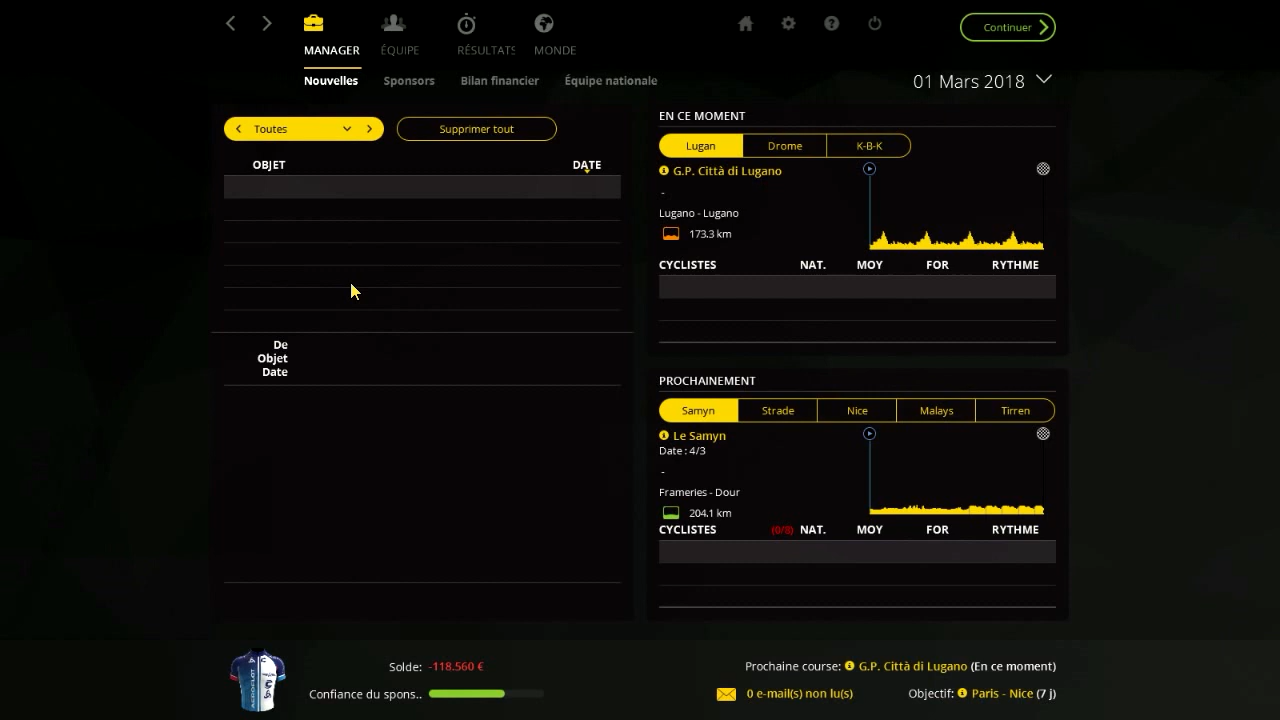 MANAGER
ÉQUIPE
RÉSULTATS
MONDE
Continuer
Nouvelles
Sponsors
Bilan financier
Équipe nationale
01 Mars 2018
Toutes
Supprimer tout
OBJET
DATE
De
Objet
Date
EN CE MOMENT
Lugan
Drome
K-B-K
G.P. Città di Lugano
-
Lugano - Lugano
173.3 km
CYCLISTES NAT. MOY FOR RYTHME
PROCHAINEMENT
Samyn
Strade
Nice
Malays
Tirren
Le Samyn
Date : 4/3
-
Frameries - Dour
204.1 km
CYCLISTES (0/8) NAT. MOY FOR RYTHME
Solde: -118.560 €
Confiance du spons..
Prochaine course: G.P. Città di Lugano (En ce moment)
0 e-mail(s) non lu(s)
Objectif: Paris - Nice (7 j)